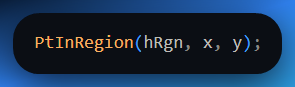 PtInRegion(hRgn, x, y);